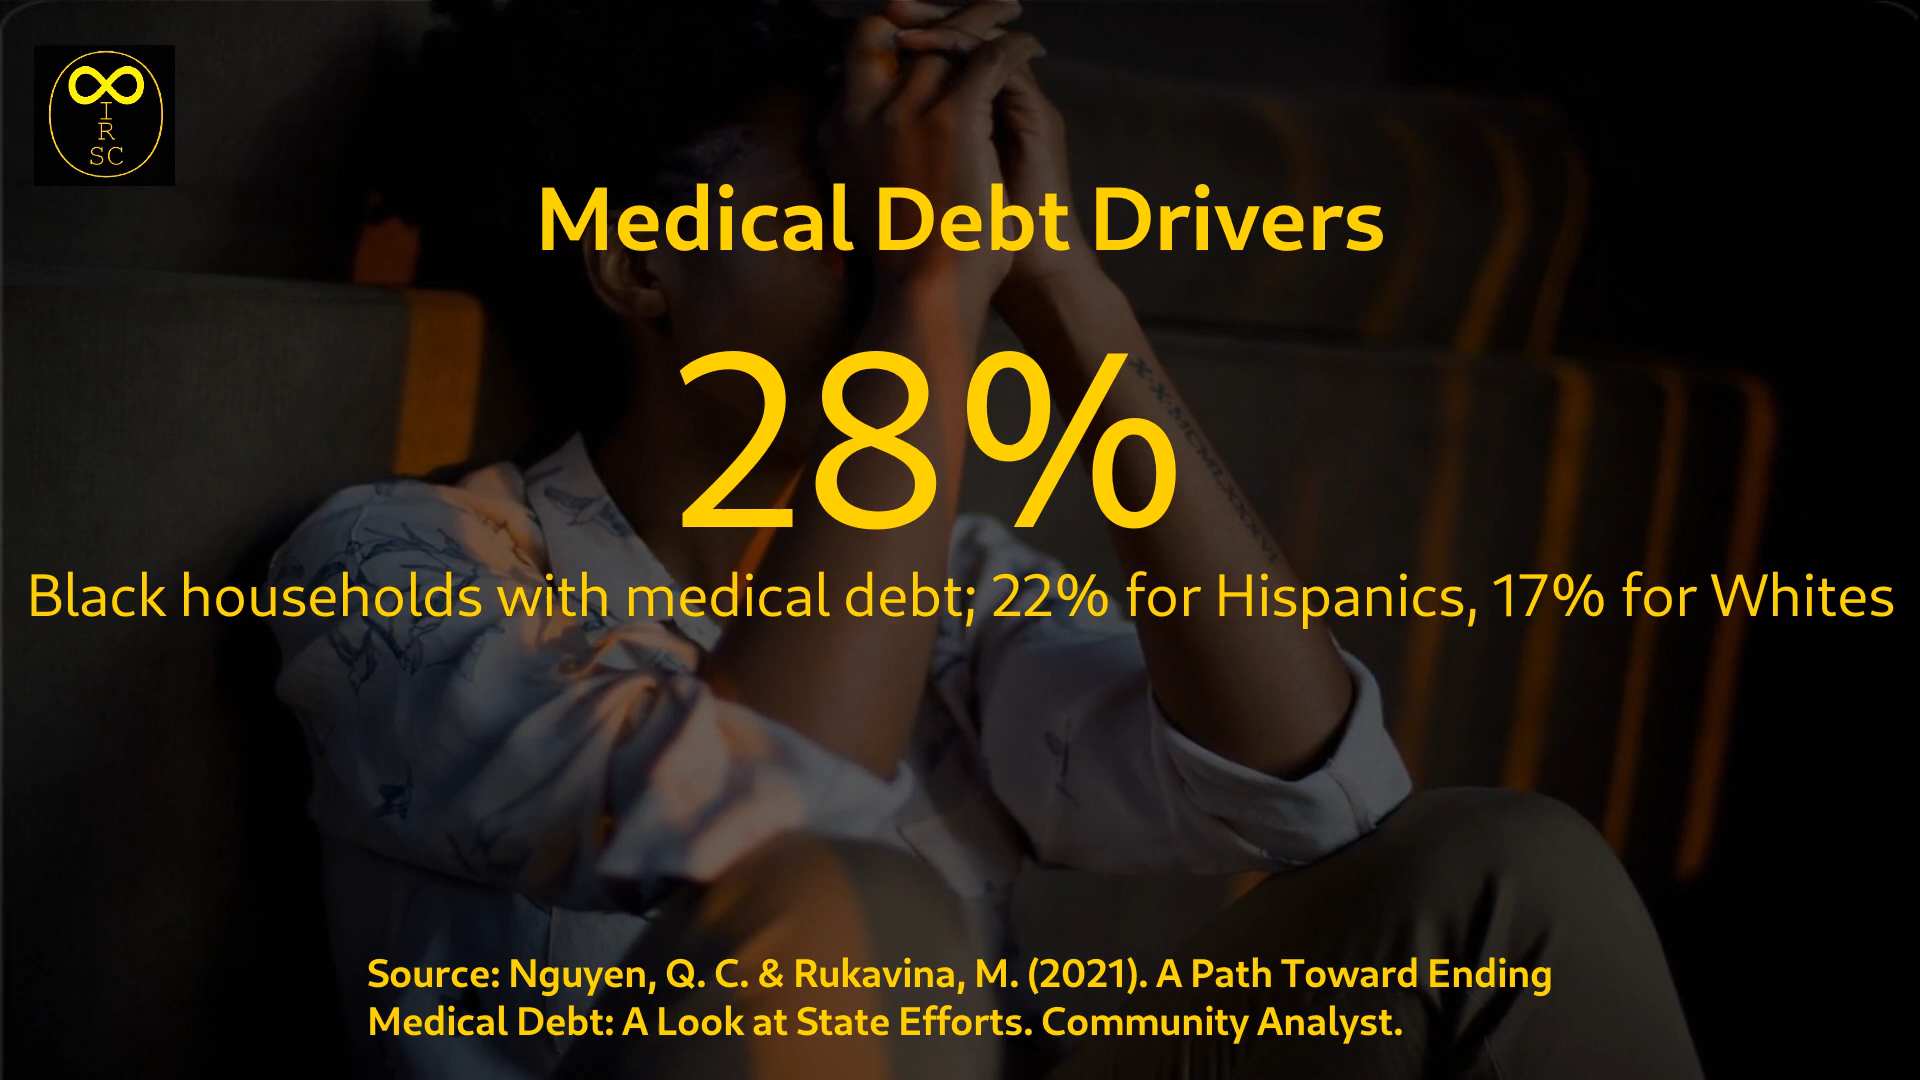 I
R
SC
Medical Debt Drivers
28%
Black households with medical debt; 22% for Hispanics, 17% for Whites
Source: Nguyen, Q. C. & Rukavina, M. (2021). A Path Toward Ending
Medical Debt: A Look at State Efforts. Community Analyst.